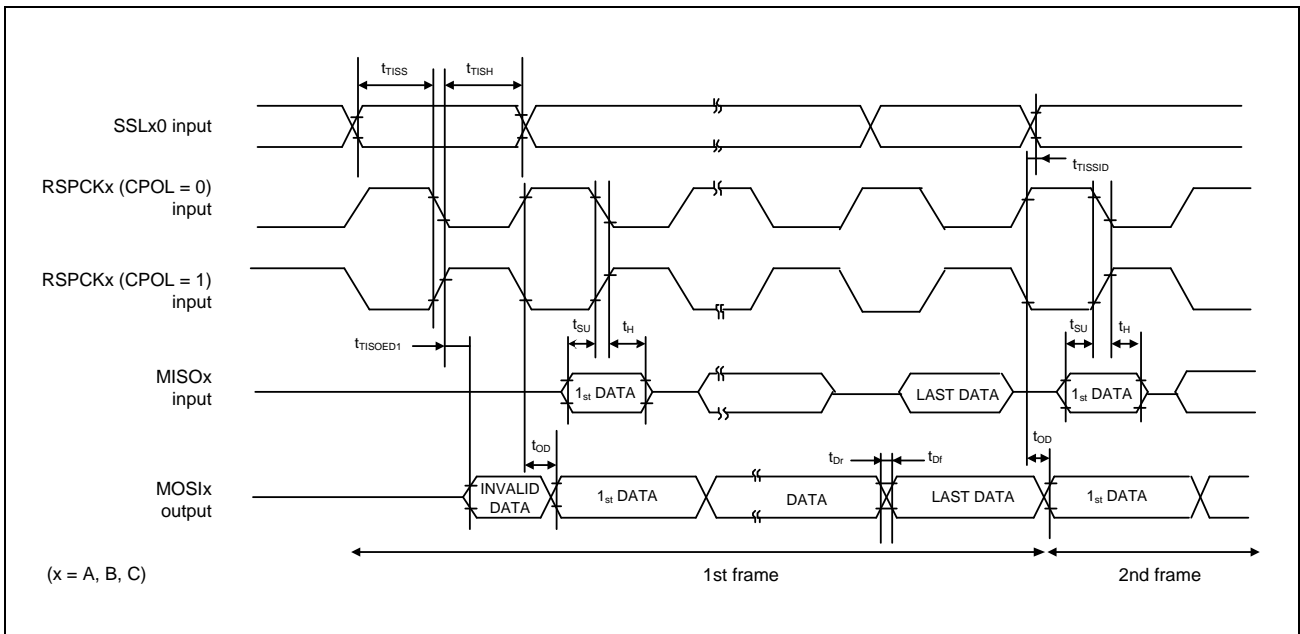 tTISS
tTISH
SSLx0 input
tTISSID
RSPCKx (CPOL = 0)
input
RSPCKx (CPOL = 1)
input
tSU
tH
tSU
tH
tTISOED1
MISOx
input
1st DATA
LAST DATA
1st DATA
tOD
tDr
tDf
tOD
MOSIx
output
INVALID
DATA
1st DATA
DATA
LAST DATA
1st DATA
(x = A, B, C)
1st frame
2nd frame